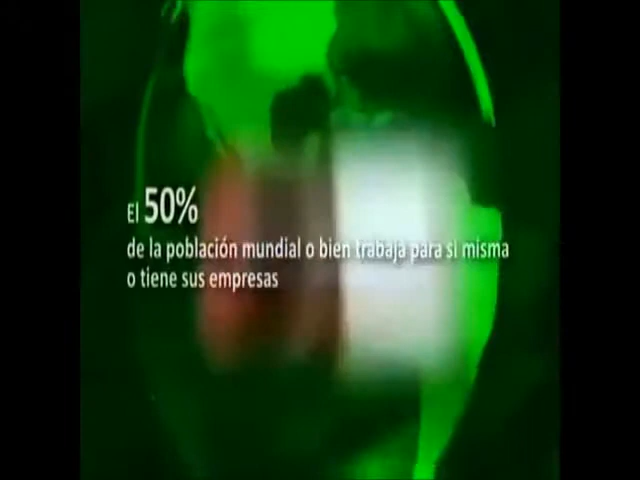 El 50%
de la población mundial o bien trabaja para si misma
o tiene sus empresas